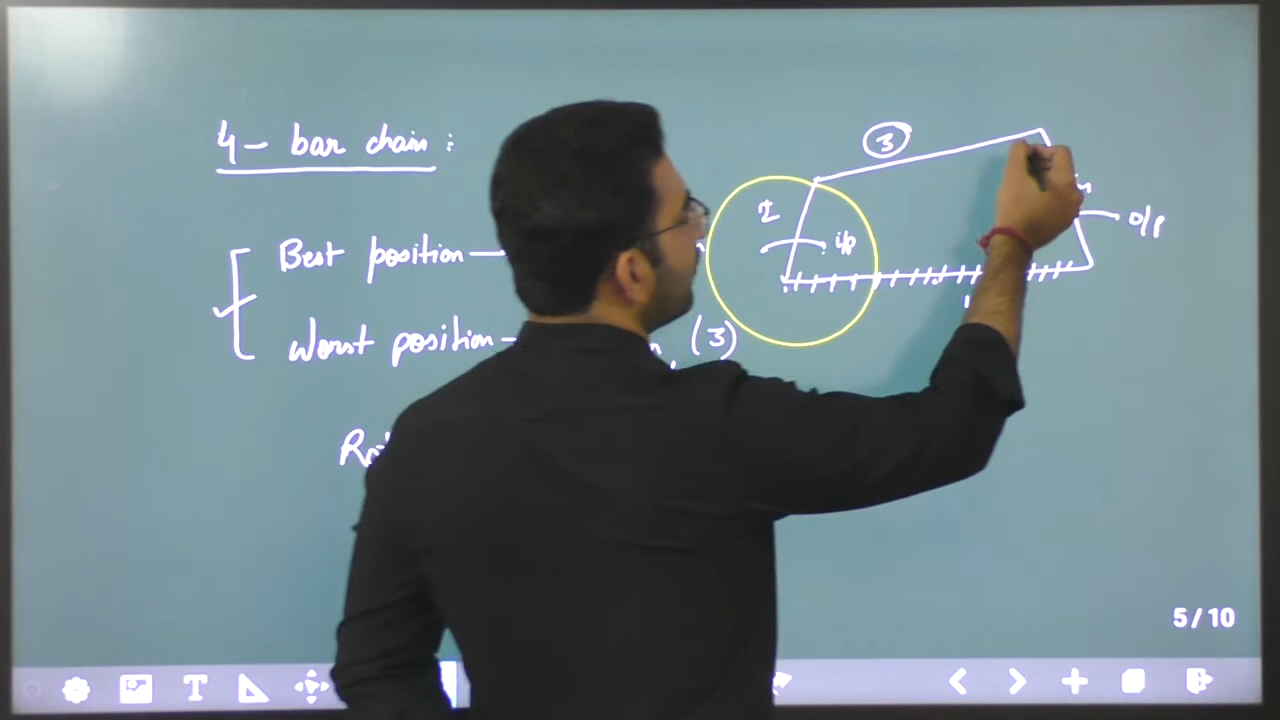 4- bar chain :
Best position —
Worst position — (3)
3
2
i/p
o/p
5/10
T